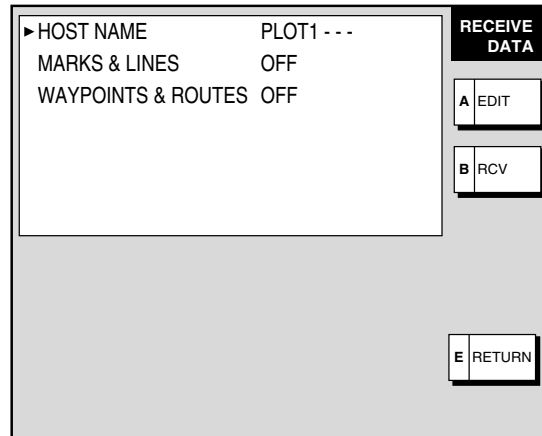 ►HOST NAME PLOT1 - - -
MARKS & LINES OFF
WAYPOINTS & ROUTES OFF
RECEIVE
DATA
A EDIT
B RCV
E RETURN